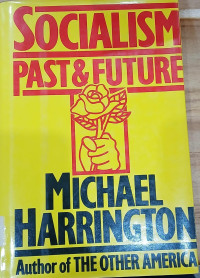 SOCIALISM
PAST & FUTURE
MICHAEL
HARRINGTON
Author of THE OTHER AMERICA